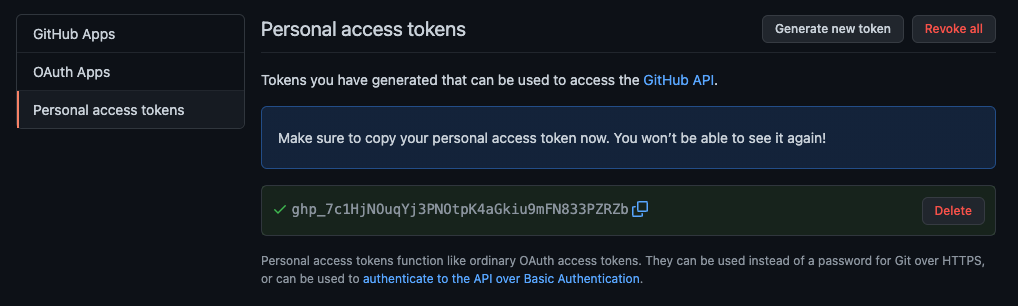 GitHub Apps
OAuth Apps
Personal access tokens
Personal access tokens
Generate new token
Revoke all
Tokens you have generated that can be used to access the GitHub API.
Make sure to copy your personal access token now. You won't be able to see it again!
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
Delete
Personal access tokens function like ordinary OAuth access tokens. They can be used instead of a password for Git over HTTPS,
or can be used to authenticate to the API over Basic Authentication.